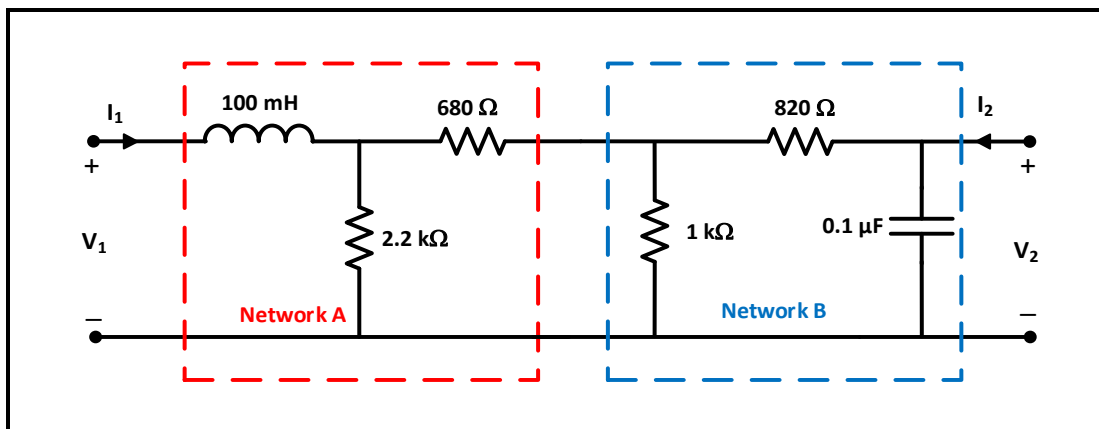 I1
100 mH
680 Ω
820 Ω
I2
+
+
V1
2.2 kΩ
1 kΩ
0.1 µF
V2
−
−
Network A
Network B